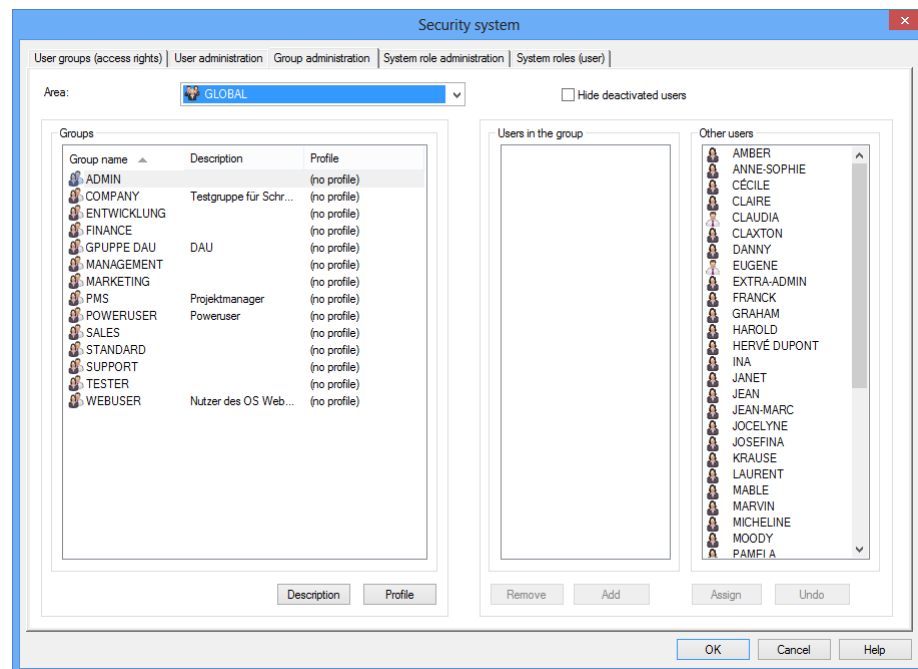 Security system
User groups (access rights) User administration Group administration System role administration System roles (user)
Area: GLOBAL Hide deactivated users
Groups
Group name Description Profile
ADMIN (no profile)
COMPANY Testgruppe für Schr... (no profile)
ENTWICKLUNG (no profile)
FINANCE (no profile)
GPUPPE DAU DAU (no profile)
MANAGEMENT (no profile)
MARKETING (no profile)
PMS Projektmanager (no profile)
POWERUSER Poweruser (no profile)
SALES (no profile)
STANDARD (no profile)
SUPPORT (no profile)
TESTER (no profile)
WEBUSER Nutzer des OS Web... (no profile)
Description Profile
Users in the group
Remove Add
Other users
AMBER
ANNE-SOPHIE
CÉCILE
CLAIRE
CLAUDIA
CLAXTON
DANNY
EUGENE
EXTRA-ADMIN
FRANCK
GRAHAM
HAROLD
HERVÉ DUPONT
INA
JANET
JEAN
JEAN-MARC
JOCELYNE
JOSEFINA
KRAUSE
LAURENT
MABLE
MARVIN
MICHELINE
MOODY
PAMELA
Assign Undo
OK Cancel Help